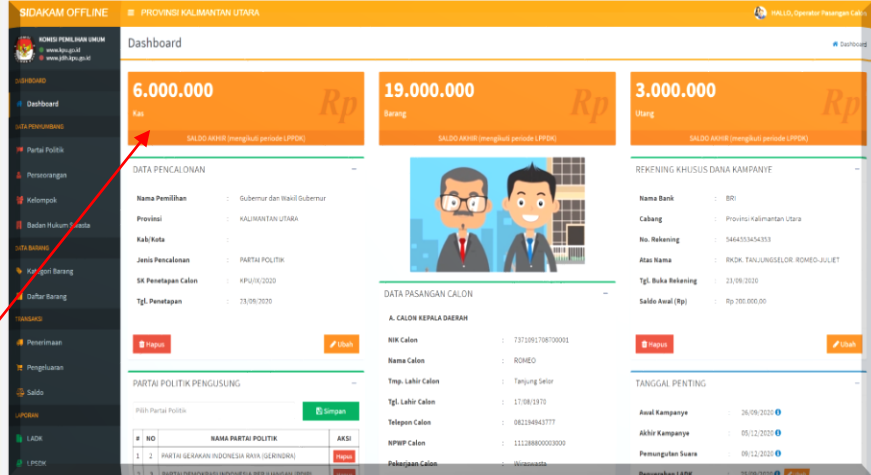 SIDAKAM OFFLINE
PROVINSI KALIMANTAN UTARA
HALLO, Operator Pasangan Calon
KOMISI PEMILIHAN UMUM
www.kpu.go.id
www.jdih.kpu.go.id
DASHBOARD
Dashboard
DATA PENYUMBANG
Partai Politik
Perseorangan
Kelompok
Badan Hukum Swasta
DATA BARANG
Kategori Barang
Daftar Barang
TRANSAKSI
Penerimaan
Pengeluaran
Saldo
LAPORAN
LADK
LPSDK
Dashboard
Dashboard
6.000.000
Kas
Rp
SALDO AKHIR (mengikuti periode LPPDK)
19.000.000
Barang
Rp
SALDO AKHIR (mengikuti periode LPPDK)
3.000.000
Utang
Rp
SALDO AKHIR (mengikuti periode LPPDK)
DATA PENCALONAN
Nama Pemilihan : Gubernur dan Wakil Gubernur
Provinsi : KALIMANTAN UTARA
Kab/Kota :
Jenis Pencalonan : PARTAI POLITIK
SK Penetapan Calon : KPU/IX/2020
Tgl. Penetapan : 23/09/2020
Hapus
Ubah
PARTAI POLITIK PENGUSUNG
Pilih Partai Politik
Simpan
# NO NAMA PARTAI POLITIK AKSI
1 2 PARTAI GERAKAN INDONESIA RAYA (GERINDRA) Hapus
DATA PASANGAN CALON
A. CALON KEPALA DAERAH
NIK Calon : 7371091708700001
Nama Calon : ROMEO
Tmp. Lahir Calon : Tanjung Selor
Tgl. Lahir Calon : 17/08/1970
Telepon Calon : 082194943777
NPWP Calon : 111288800003000
Pekerjaan Calon : Wiraswasta
REKENING KHUSUS DANA KAMPANYE
Nama Bank : BRI
Cabang : Provinsi Kalimantan Utara
No. Rekening : 5464353454353
Atas Nama : RKDK. TANJUNGSELOR. ROMEO-JULIET
Tgl. Buka Rekening : 23/09/2020
Saldo Awal (Rp) : Rp 200.000,00
Hapus
Ubah
TANGGAL PENTING
Awal Kampanye : 26/09/2020
Akhir Kampanye : 05/12/2020
Pemungutan Suara : 09/12/2020
Penyerahan LADK